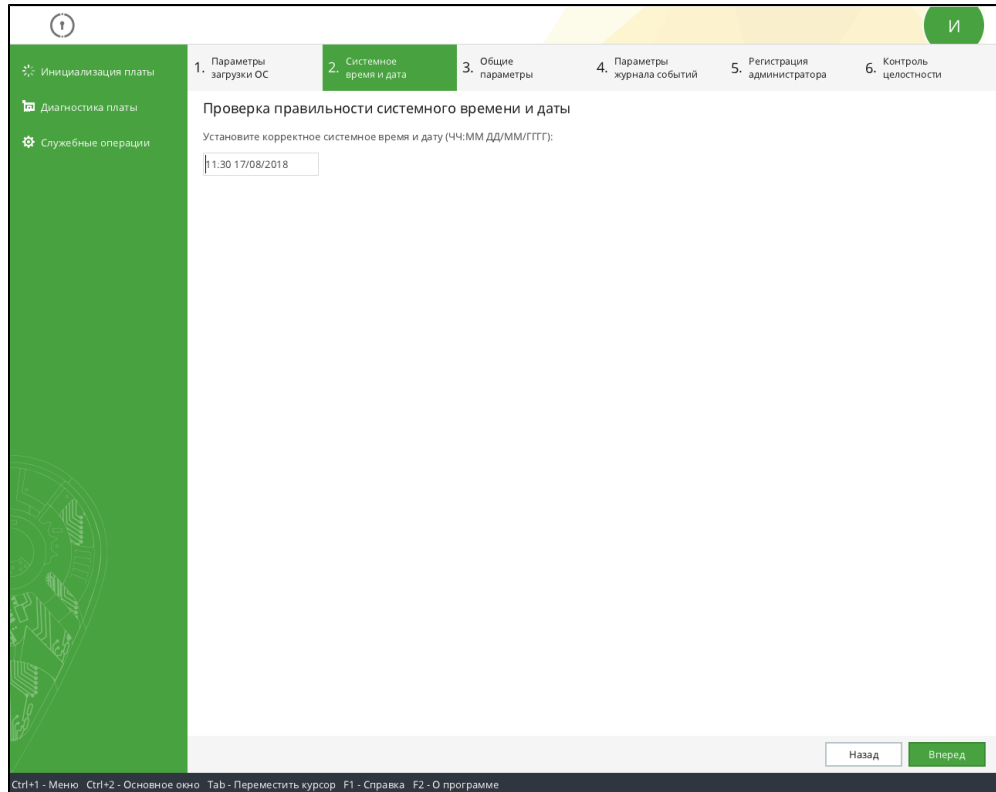 И
Инициализация платы
Диагностика платы
Служебные операции
1. Параметры
загрузки ОС
2. Системное
время и дата
3. Общие
параметры
4. Параметры
журнала событий
5. Регистрация
администратора
6. Контроль
целостности
Проверка правильности системного времени и даты
Установите корректное системное время и дату (ЧЧ:ММ ДД/ММ/ГГГГ):
11.30 17/08/2018
Назад
Вперед
Ctrl+1 - Меню Ctrl+2 - Основное окно Tab - Переместить курсор F1 - Справка F2 - О программе